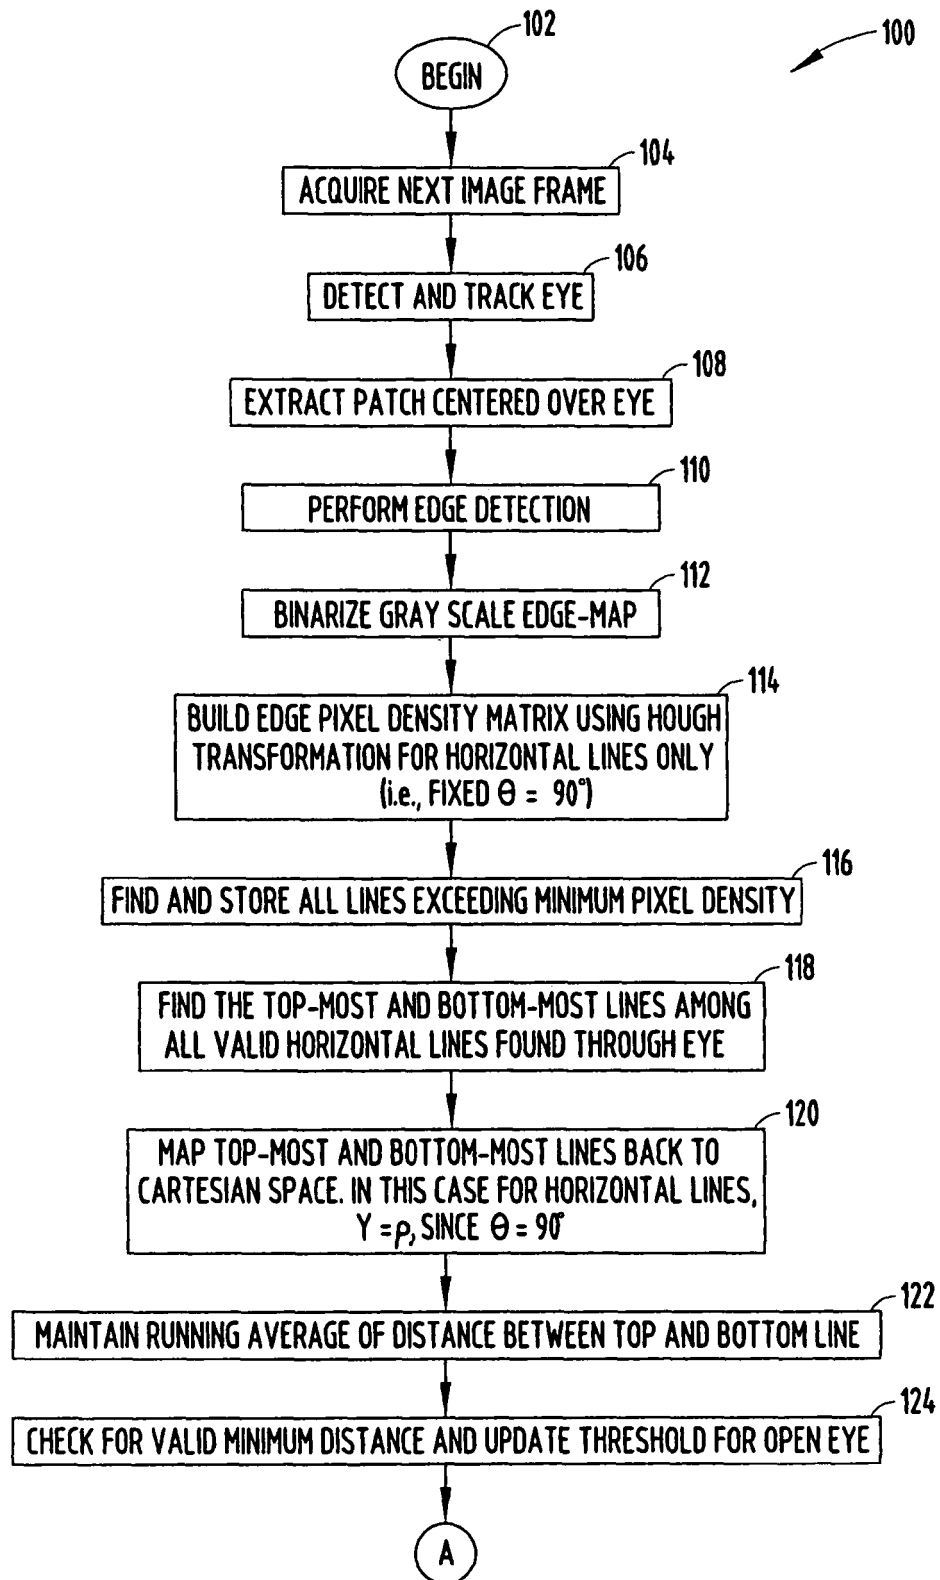 102
100
BEGIN
104
ACQUIRE NEXT IMAGE FRAME
106
DETECT AND TRACK EYE
108
EXTRACT PATCH CENTERED OVER EYE
110
PERFORM EDGE DETECTION
112
BINARIZE GRAY SCALE EDGE-MAP
114
BUILD EDGE PIXEL DENSITY MATRIX USING HOUGH
TRANSFORMATION FOR HORIZONTAL LINES ONLY
(i.e., FIXED Θ = 90°)
116
FIND AND STORE ALL LINES EXCEEDING MINIMUM PIXEL DENSITY
118
FIND THE TOP-MOST AND BOTTOM-MOST LINES AMONG
ALL VALID HORIZONTAL LINES FOUND THROUGH EYE
120
MAP TOP-MOST AND BOTTOM-MOST LINES BACK TO
CARTESIAN SPACE. IN THIS CASE FOR HORIZONTAL LINES,
Y = ρ, SINCE Θ = 90°
122
MAINTAIN RUNNING AVERAGE OF DISTANCE BETWEEN TOP AND BOTTOM LINE
124
CHECK FOR VALID MINIMUM DISTANCE AND UPDATE THRESHOLD FOR OPEN EYE
A